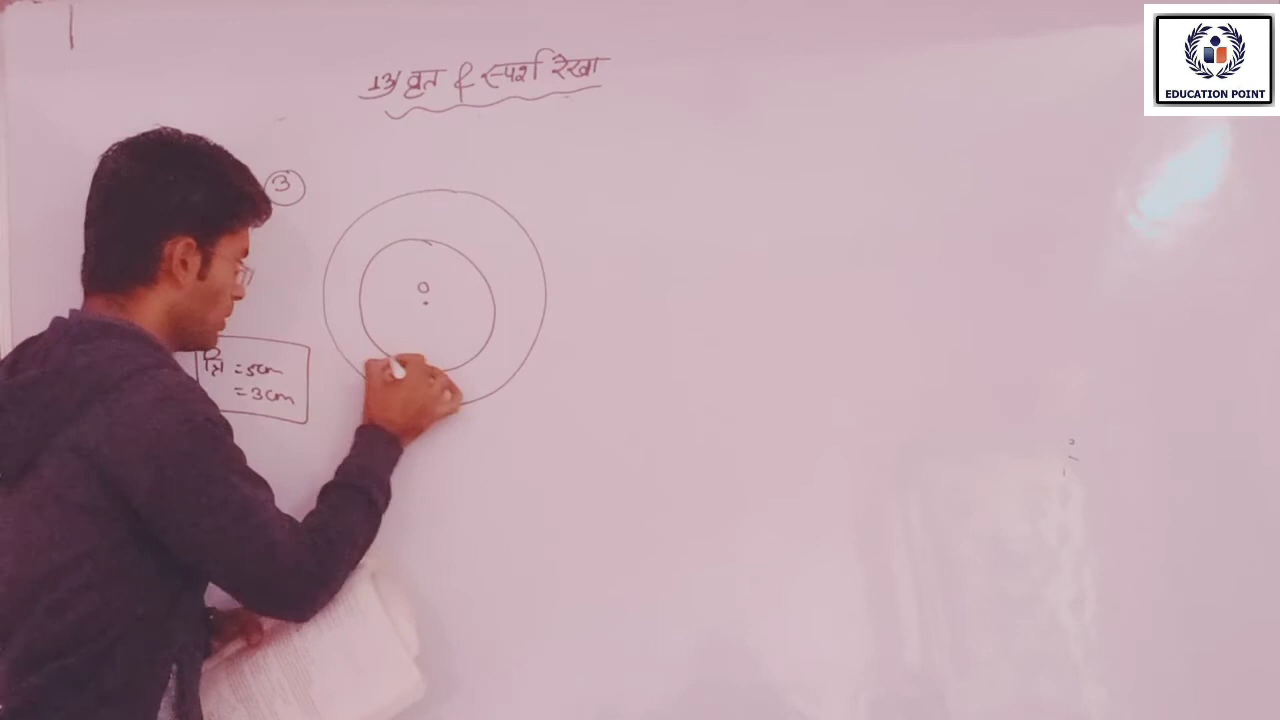 13) वृत & स्पर्श रेखा
EDUCATION POINT
3
O
त्रि = 5cm
= 3cm